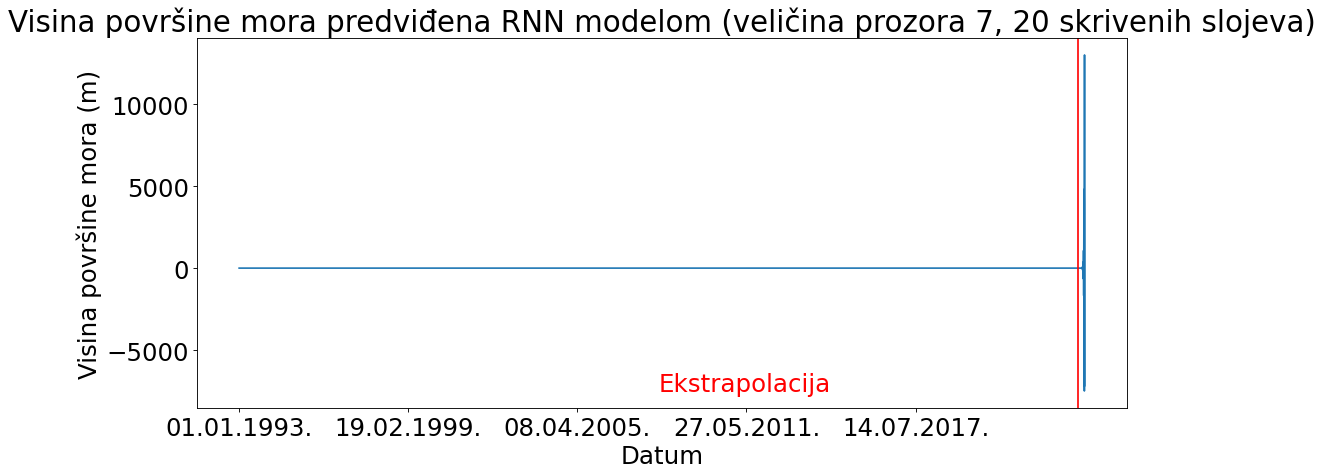 Visina površine mora predviđena RNN modelom (veličina prozora 7, 20 skrivenih slojeva)
Visina površine mora (m)
10000
5000
0
−5000
Ekstrapolacija
01.01.1993. 19.02.1999. 08.04.2005. 27.05.2011. 14.07.2017.
Datum